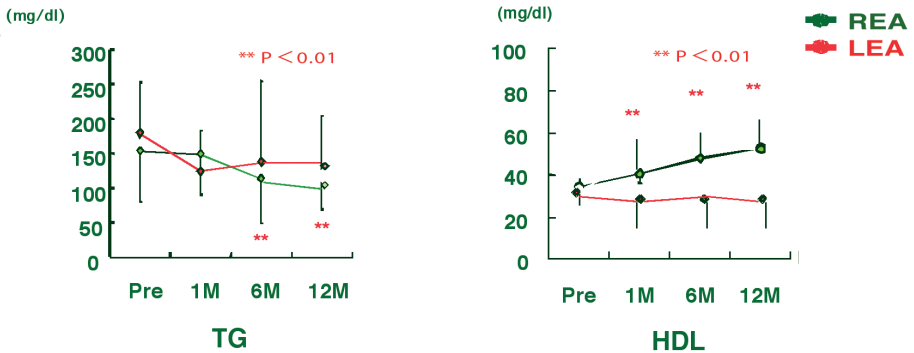 (mg/dl)
300
250
200
150
100
50
0
** P < 0.01
**
**
Pre 1M 6M 12M
TG
(mg/dl)
100
80
60
40
20
0
** P < 0.01
**
**
**
Pre 1M 6M 12M
HDL
REA
LEA